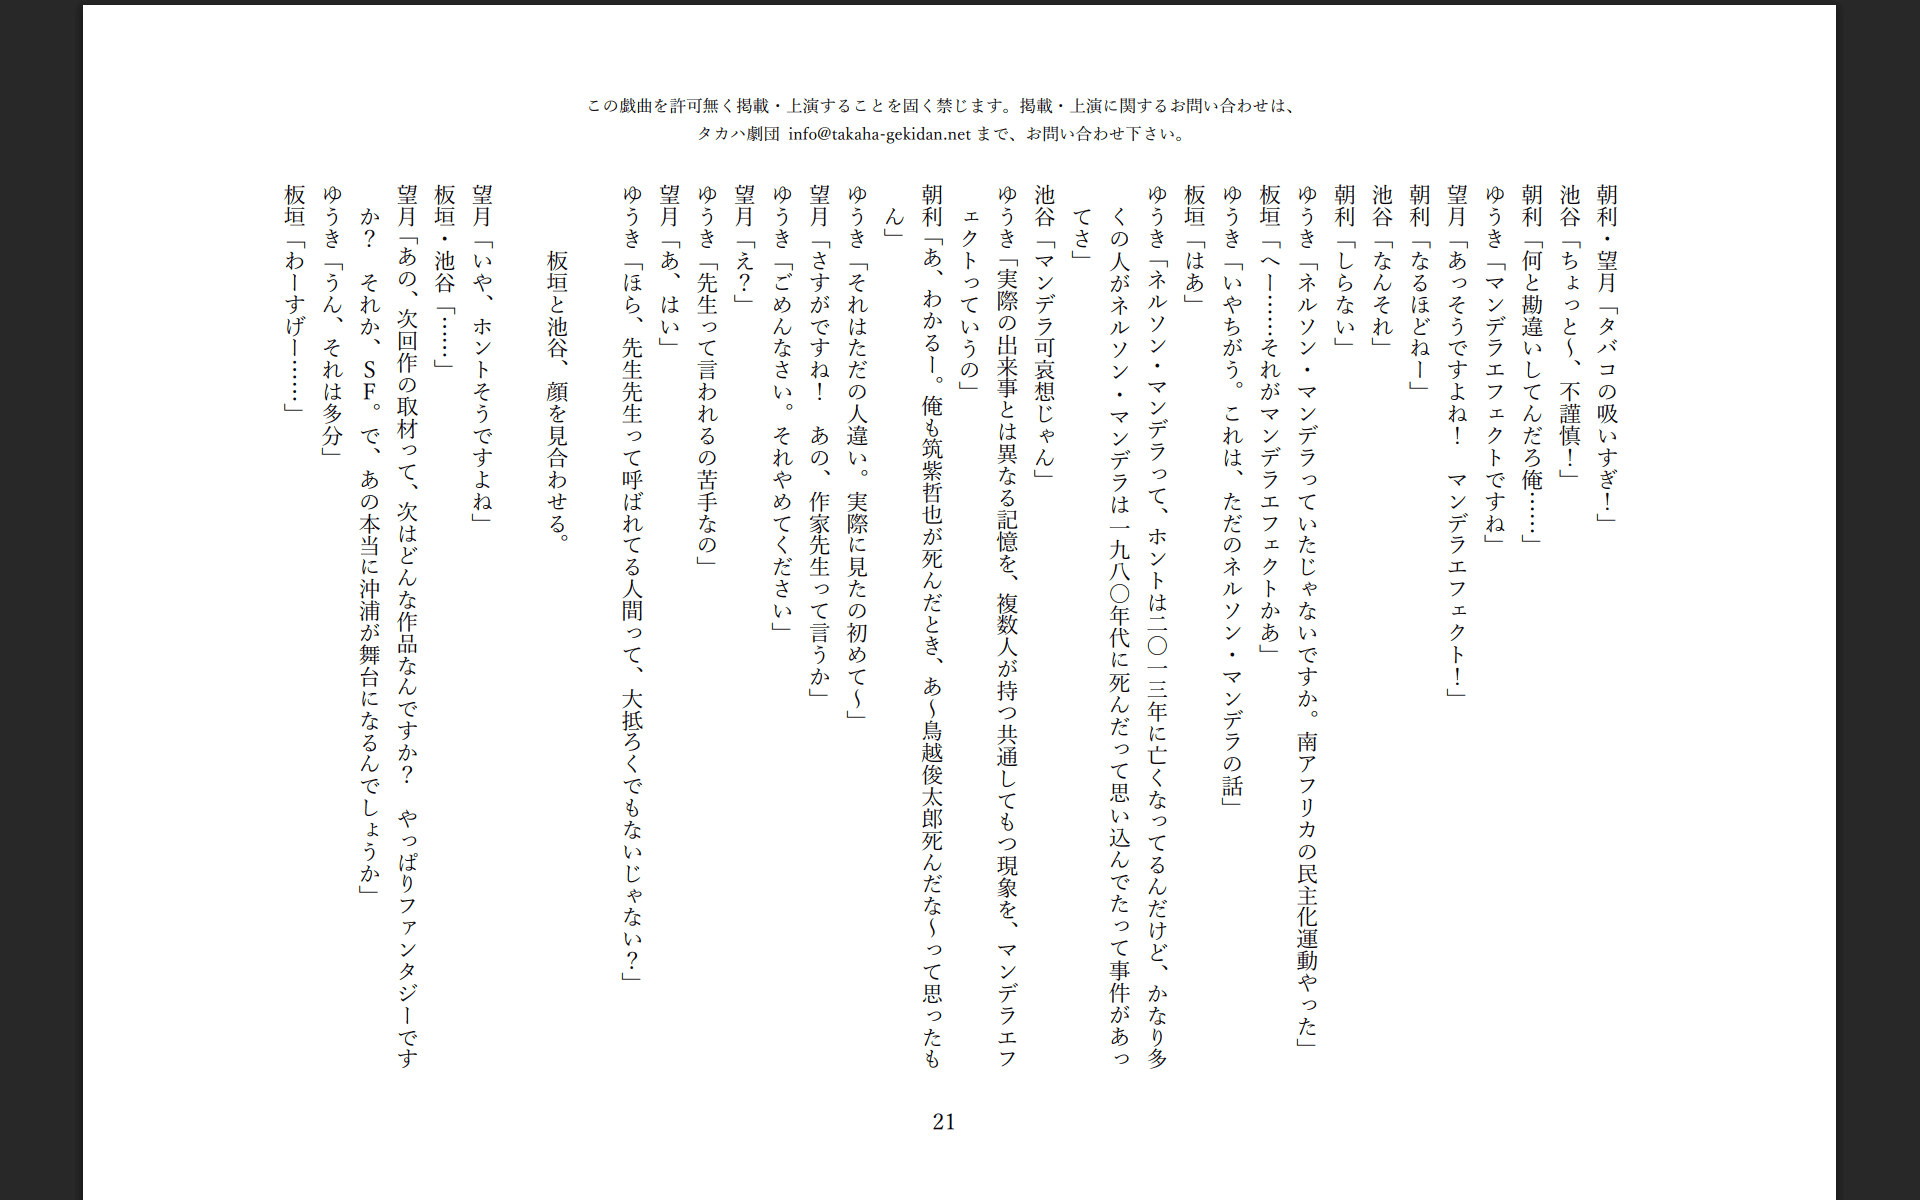 この戯曲を許可無く掲載・上演することを固く禁じます。掲載・上演に関するお問い合わせは、
タカハ劇団 info@takaha-gekidan.net まで、お問い合わせ下さい。
朝利・望月「タバコの吸いすぎ！」
池谷「ちょっと〜、不謹慎！」
朝利「何と勘違いしてんだろ俺……」
ゆうき「マンデラエフェクトですね」
望月「あっそうですよね！　マンデラエフェクト！」
朝利「なるほどねー」
池谷「なんそれ」
朝利「しらない」
ゆうき「ネルソン・マンデラっていたじゃないですか。南アフリカの民主化運動やった」
板垣「へー………それがマンデラエフェクトかあ」
ゆうき「いやちがう。これは、ただのネルソン・マンデラの話」
板垣「はあ」
ゆうき「ネルソン・マンデラって、ホントは二〇一三年に亡くなってるんだけど、かなり多
くの人がネルソン・マンデラは一九八〇年代に死んだって思い込んでたって事件があっ
てさ」
池谷「マンデラ可哀想じゃん」
ゆうき「実際の出来事とは異なる記憶を、複数人が持つ共通してもつ現象を、マンデラエフ
ェクトっていうの」
朝利「あ、わかるー。俺も筑紫哲也が死んだとき、あ〜鳥越俊太郎死んだな〜って思ったも
ん」
ゆうき「それはただの人違い。実際に見たの初めて〜」
望月「さすがですね！　あの、作家先生って言うか」
ゆうき「ごめんなさい。それやめてください」
望月「え？」
ゆうき「先生って言われるの苦手なの」
望月「あ、はい」
ゆうき「ほら、先生先生って呼ばれてる人間って、大抵ろくでもないじゃない？」
板垣と池谷、顔を見合わせる。
望月「いや、ホントそうですよね」
板垣・池谷「……」
望月「あの、次回作の取材って、次はどんな作品なんですか？　やっぱりファンタジーです
か？　それか、SF。で、あの本当に沖浦が舞台になるんでしょうか」
ゆうき「うん、それは多分」
板垣「わーすげー……」
21